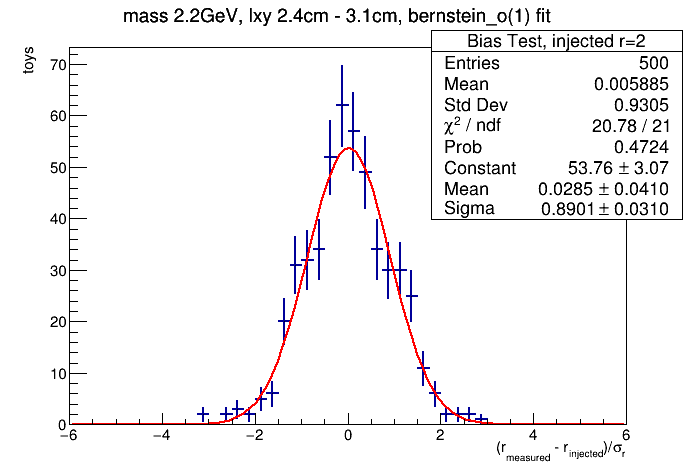 mass 2.2GeV, lxy 2.4cm - 3.1cm, bernstein_o(1) fit
Bias Test, injected r=2
Entries 500
Mean 0.005885
Std Dev 0.9305
χ² / ndf 20.78 / 21
Prob 0.4724
Constant 53.76 ± 3.07
Mean 0.0285 ± 0.0410
Sigma 0.8901 ± 0.0310
toys
70
60
50
40
30
20
10
0
−6 −4 −2 0 2 4 6
(r_measured - r_injected)/σ_r